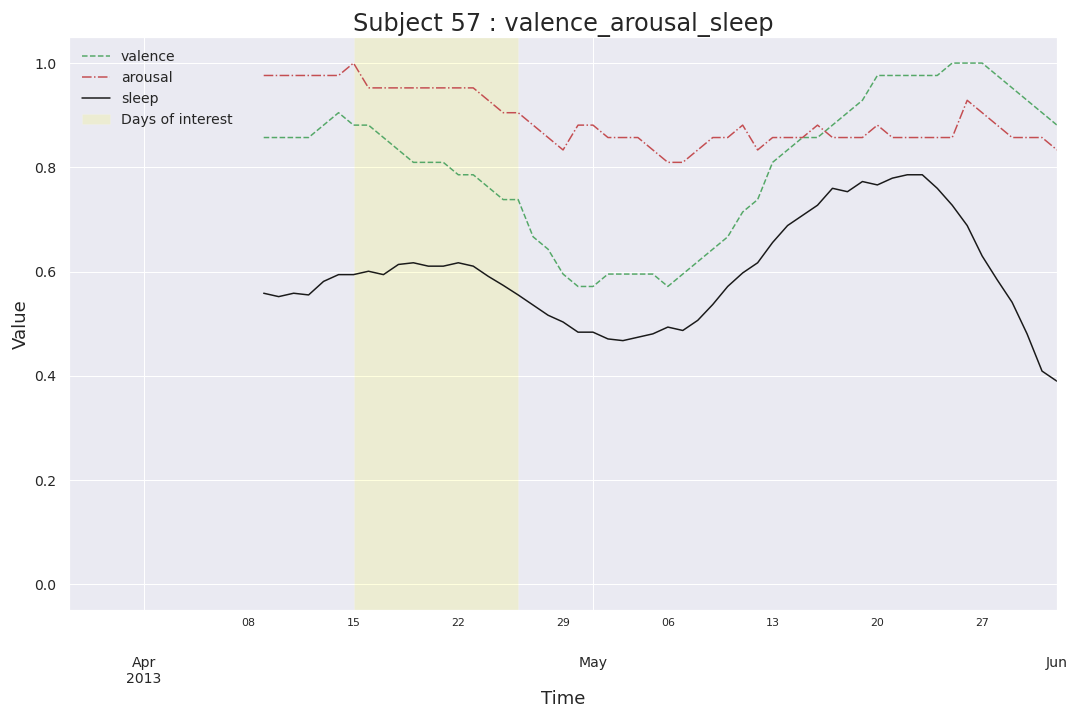 Subject 57 : valence_arousal_sleep
valence
arousal
sleep
Days of interest
1.0
0.8
0.6
0.4
0.2
0.0
Value
08 15 22 29 06 13 20 27
Apr May Jun
2013
Time